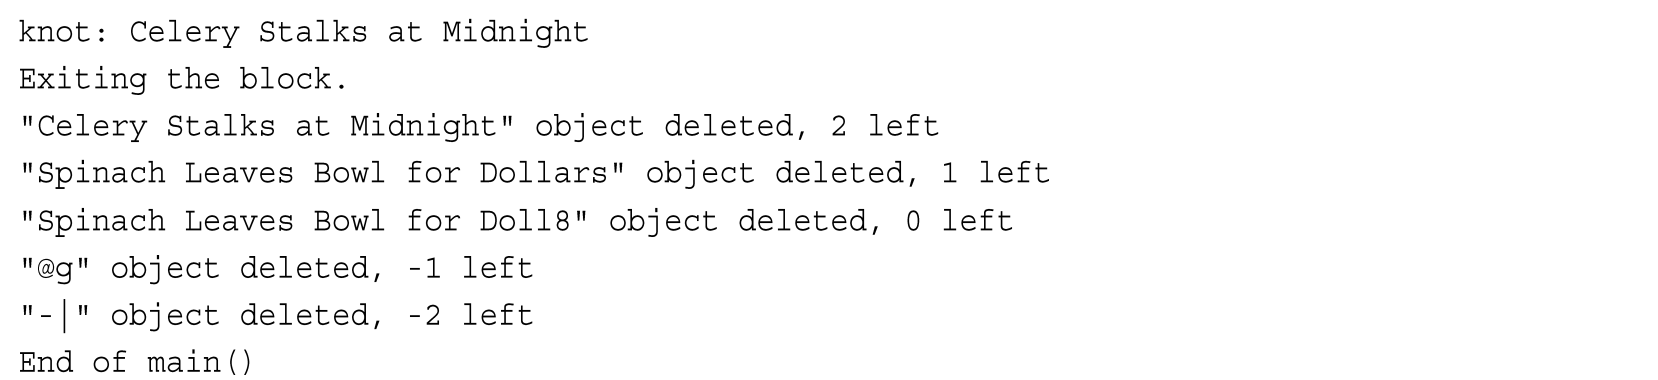 knot: Celery Stalks at Midnight
Exiting the block.
"Celery Stalks at Midnight" object deleted, 2 left
"Spinach Leaves Bowl for Dollars" object deleted, 1 left
"Spinach Leaves Bowl for Doll8" object deleted, 0 left
"@g" object deleted, -1 left
"-|" object deleted, -2 left
End of main()